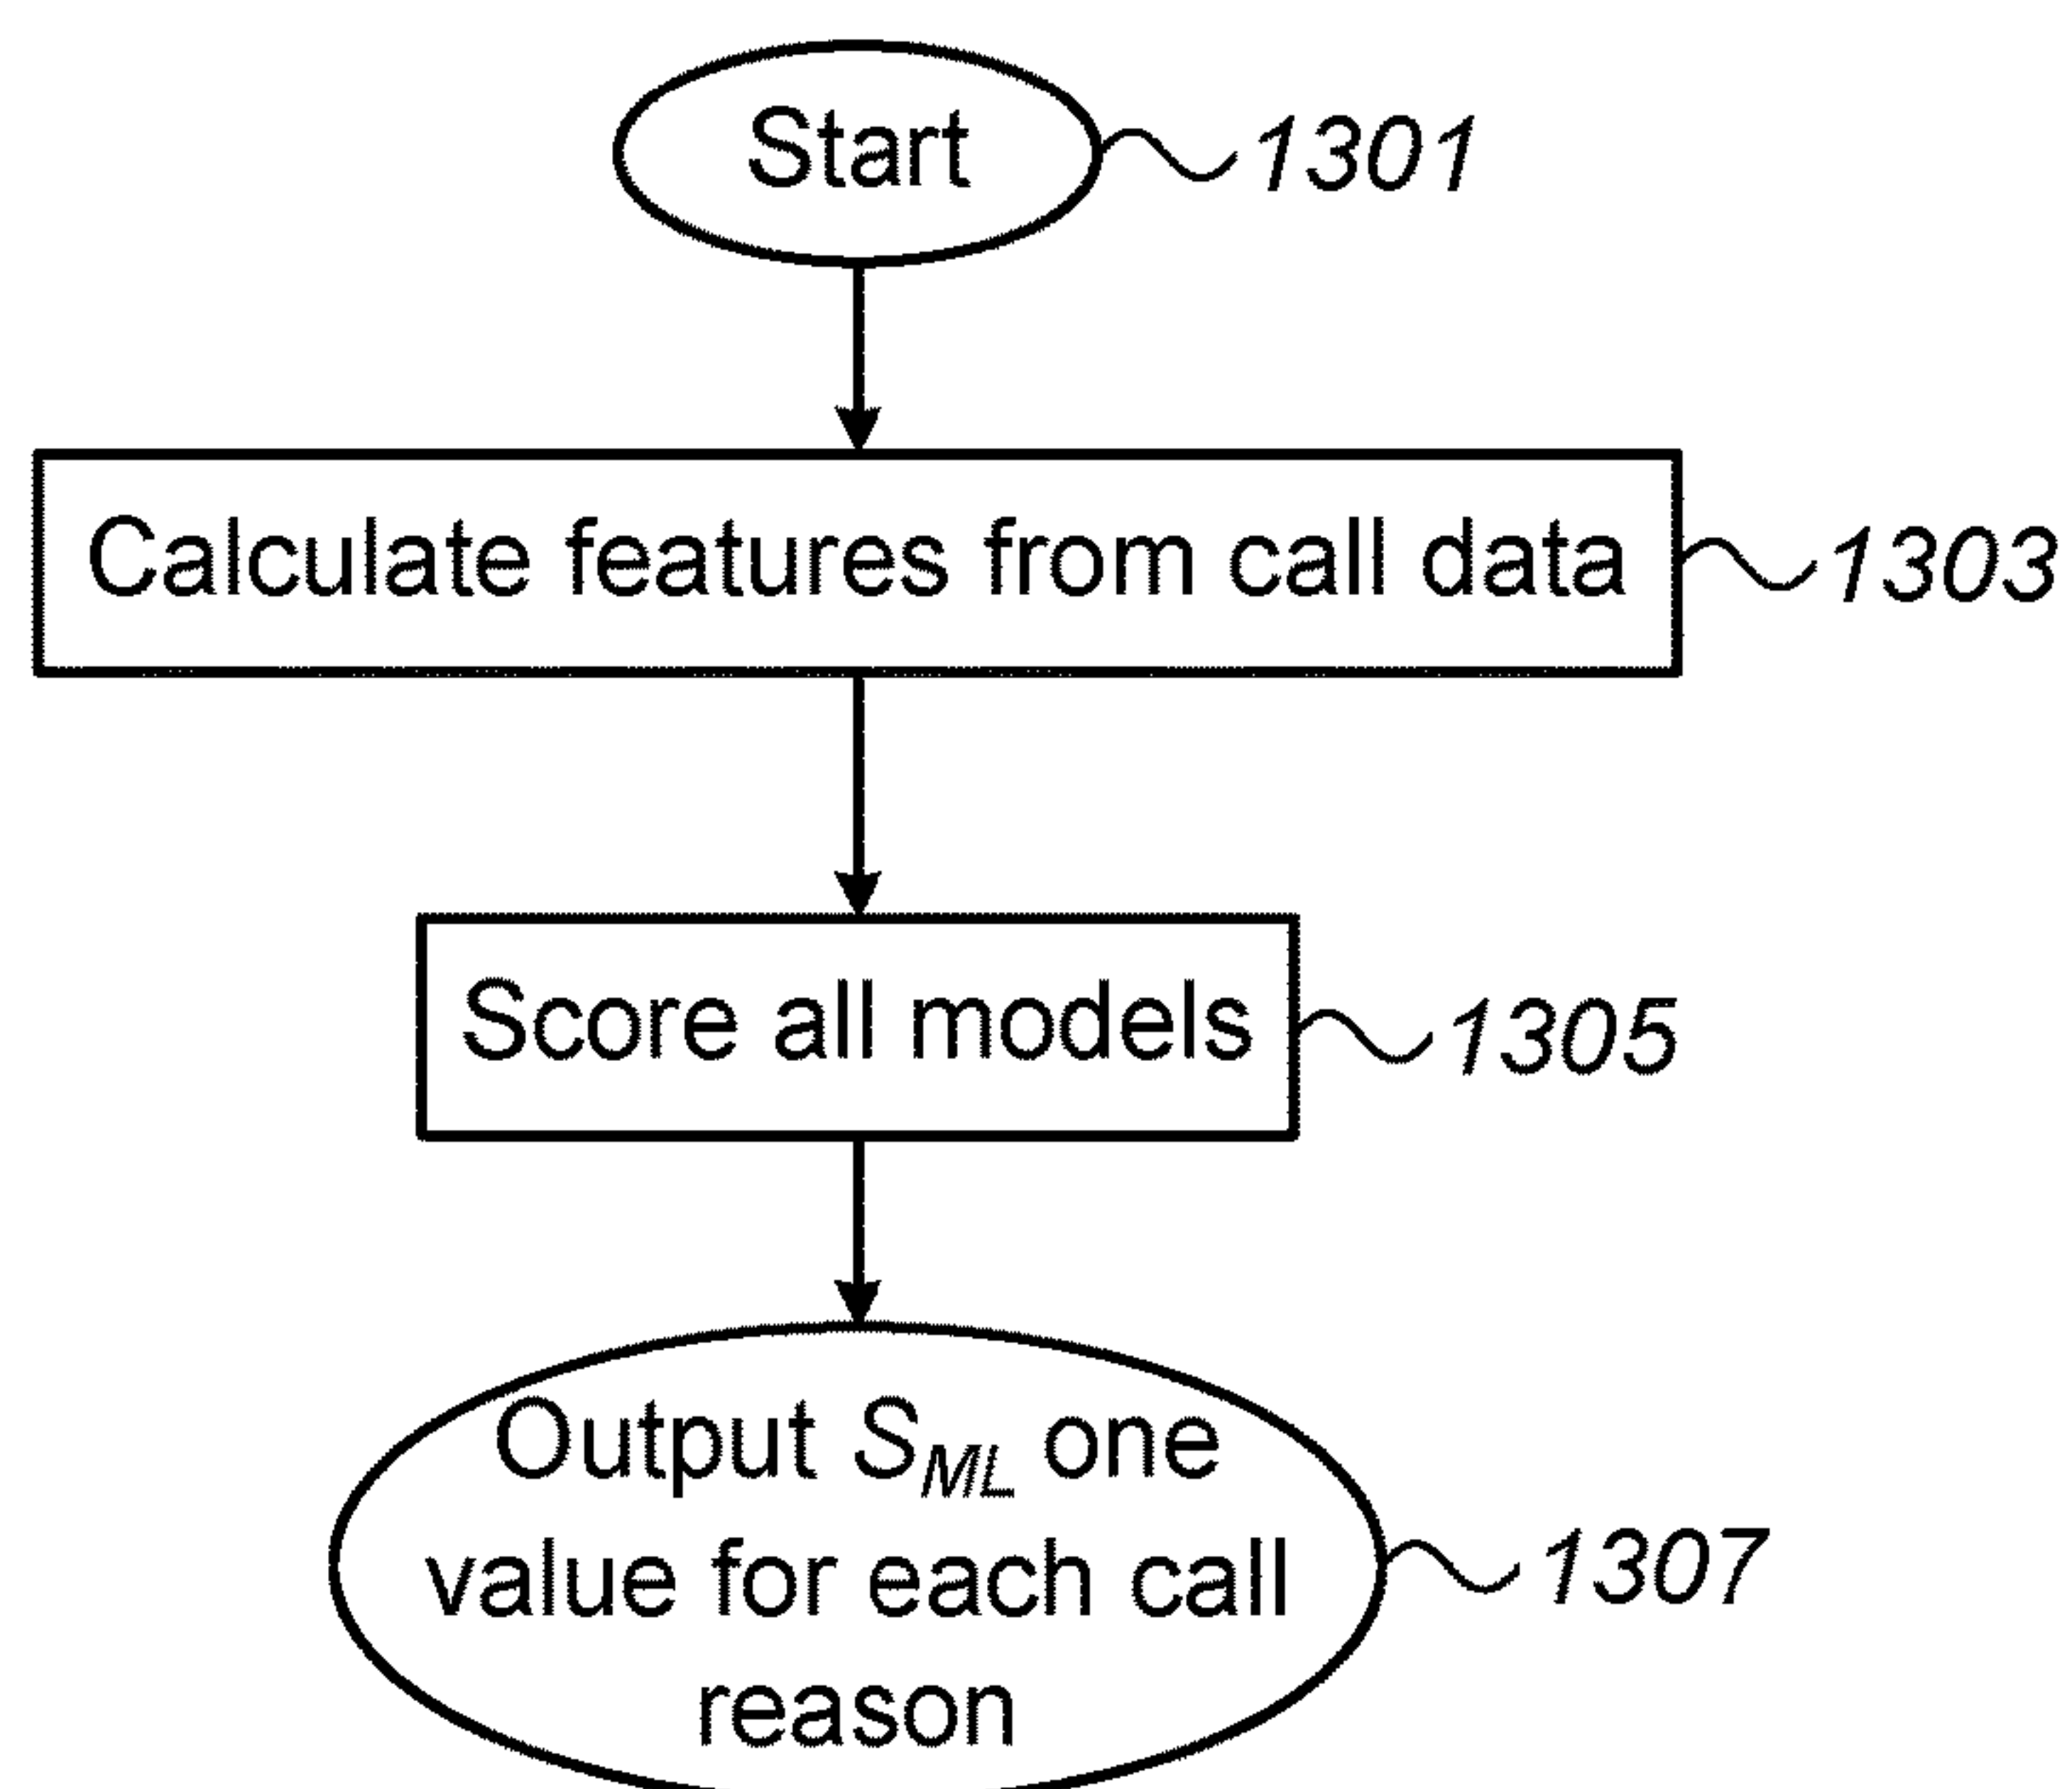 Start 1301
Calculate features from call data 1303
Score all models 1305
Output S_ML one
value for each call 1307
reason